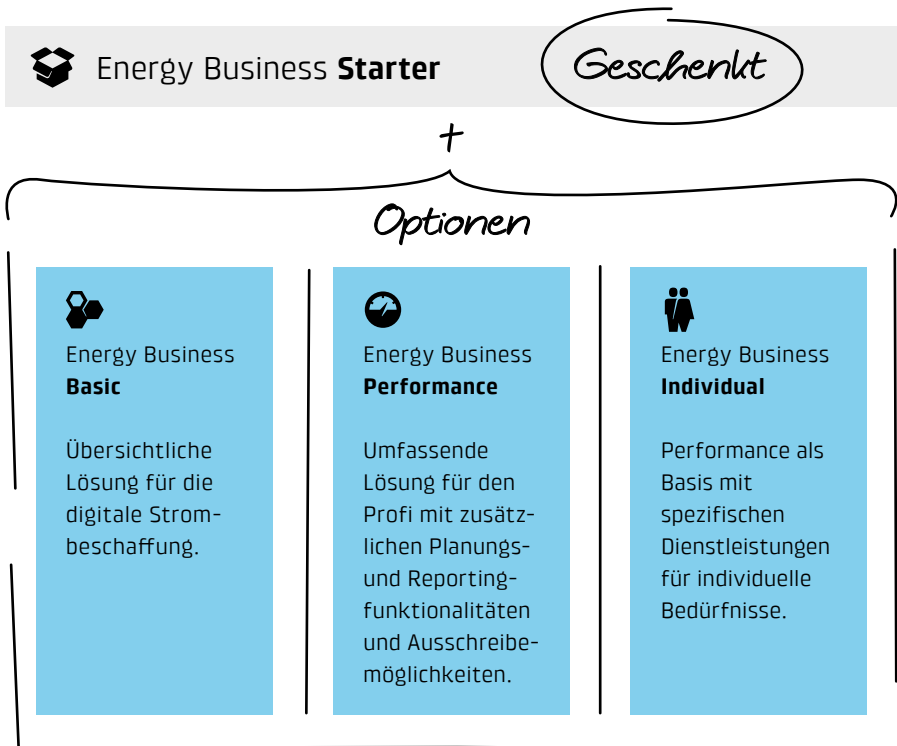 Energy Business Starter
Geschenkt
+
Optionen
Energy Business
Basic
Übersichtliche
Lösung für die
digitale Strom-
beschaffung.
Energy Business
Performance
Umfassende
Lösung für den
Profi mit zusätz-
lichen Planungs-
und Reporting-
funktionalitäten
und Ausschreibe-
möglichkeiten.
Energy Business
Individual
Performance als
Basis mit
spezifischen
Dienstleistungen
für individuelle
Bedürfnisse.